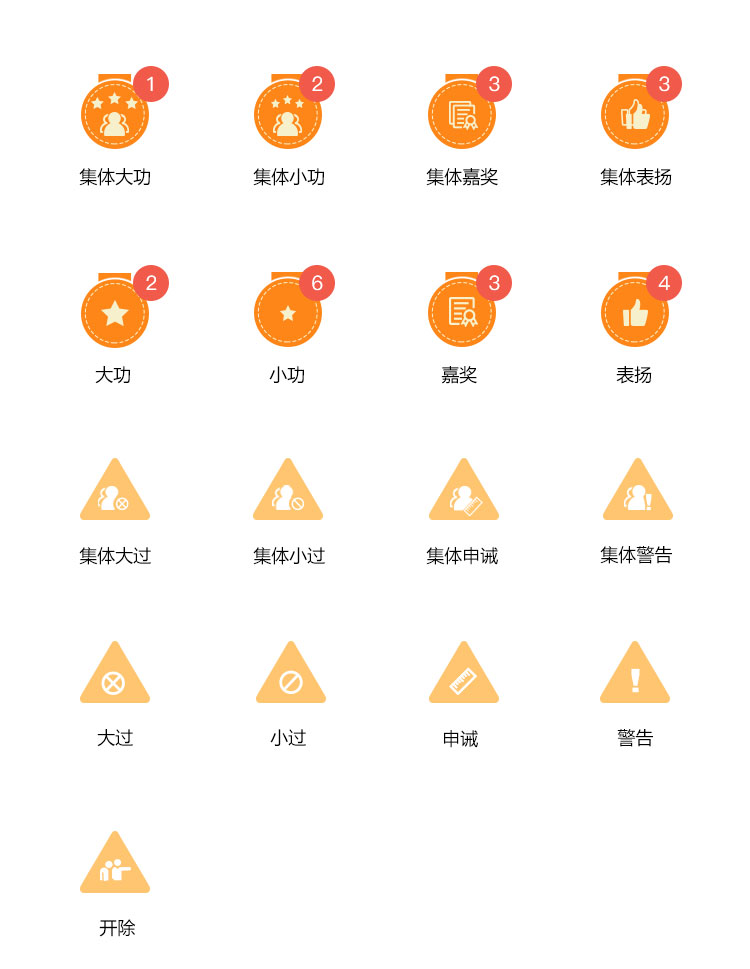 1 2 3 3
集体大功 集体小功 集体嘉奖 集体表扬
2 6 3 4
大功 小功 嘉奖 表扬
集体大过 集体小过 集体申诫 集体警告
大过 小过 申诫 警告
开除